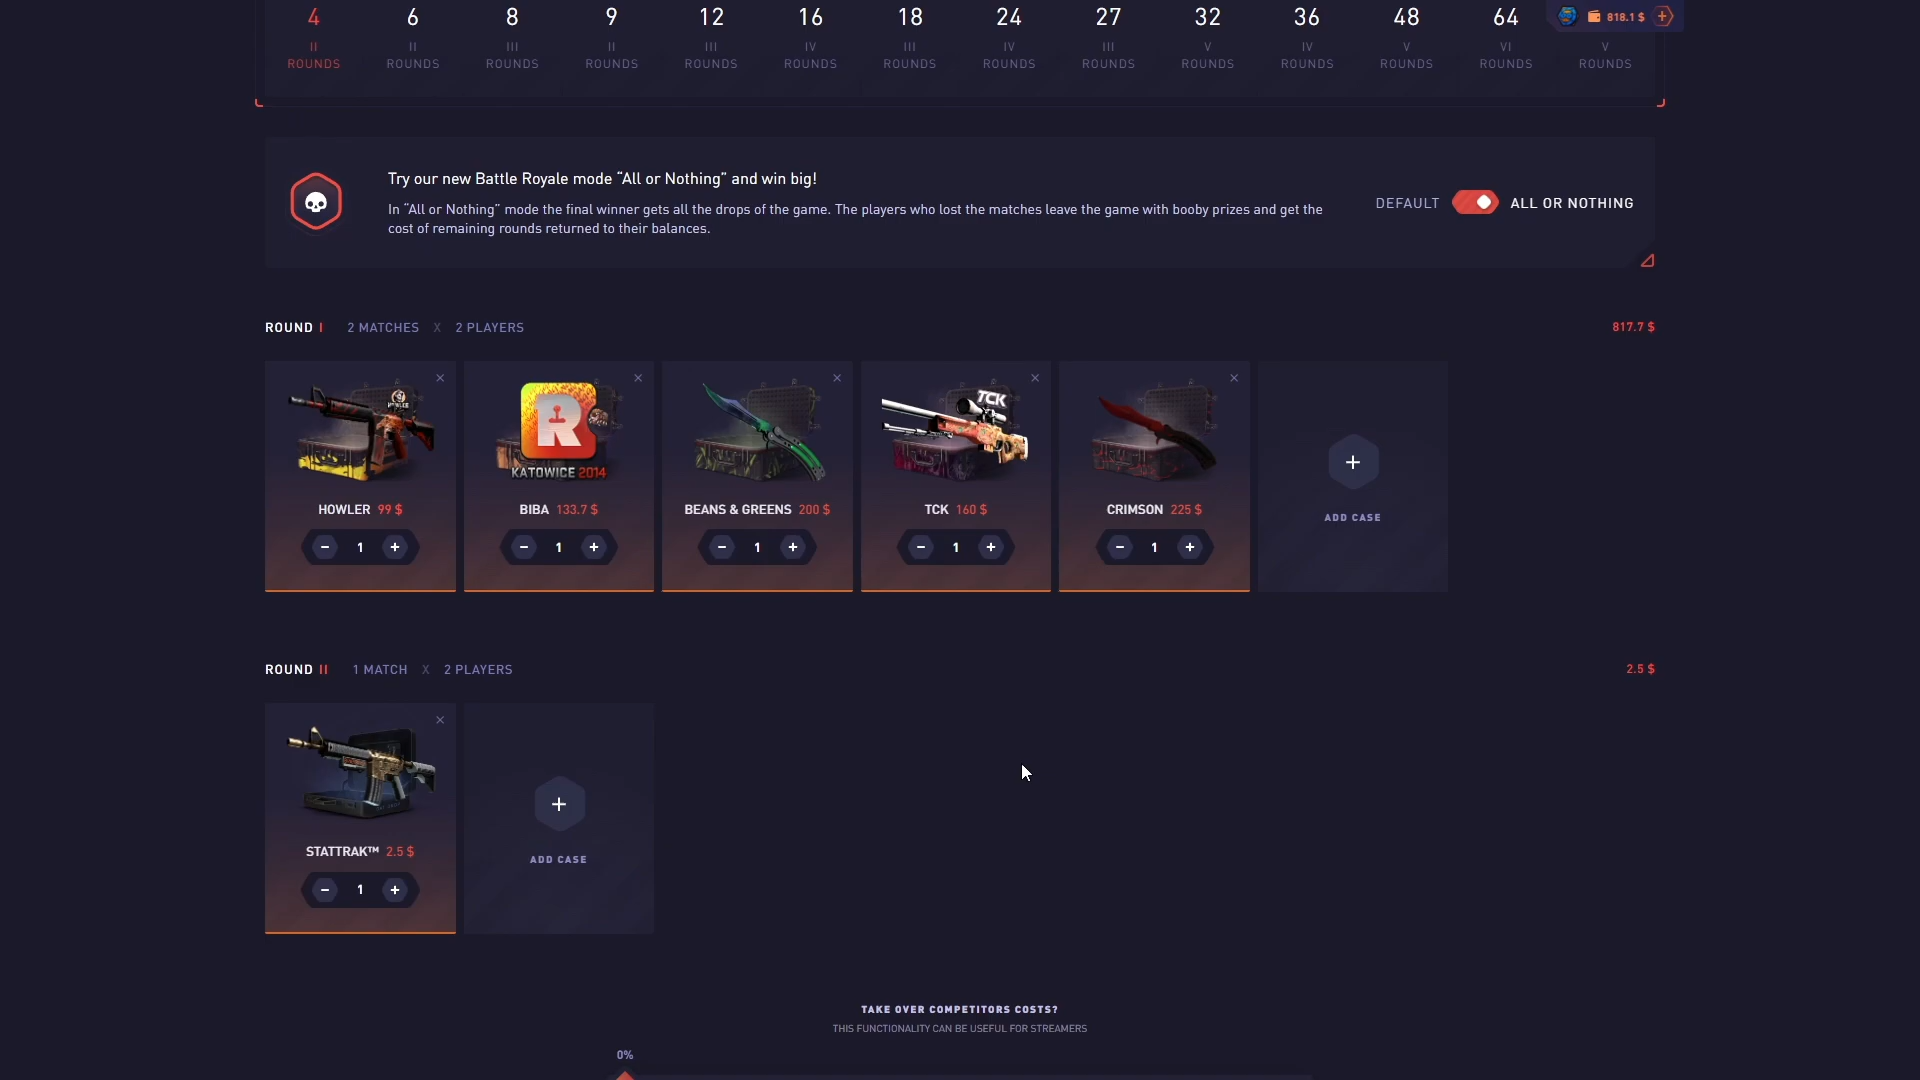 4 6 8 9 12 16 18 24 27 32 36 48 64
818.1 $
II II III II III IV III IV III V IV V VI V
ROUNDS ROUNDS ROUNDS ROUNDS ROUNDS ROUNDS ROUNDS ROUNDS ROUNDS ROUNDS ROUNDS ROUNDS ROUNDS ROUNDS
Try our new Battle Royale mode “All or Nothing” and win big!
In “All or Nothing” mode the final winner gets all the drops of the game. The players who lost the matches leave the game with booby prizes and get the
cost of remaining rounds returned to their balances.
DEFAULT ALL OR NOTHING
ROUND I 2 MATCHES X 2 PLAYERS 817.7 $
HOWLER
R
KATOWICE 2014
TCK
HOWLER 99 $
BIBA 133.7 $
BEANS & GREENS 200 $
TCK 160 $
CRIMSON 225 $
ADD CASE
− 1 + − 1 + − 1 + − 1 + − 1 +
ROUND II 1 MATCH X 2 PLAYERS 2.5 $
STATTRAK™ 2.5 $
ADD CASE
− 1 +
TAKE OVER COMPETITORS COSTS?
THIS FUNCTIONALITY CAN BE USEFUL FOR STREAMERS
0%